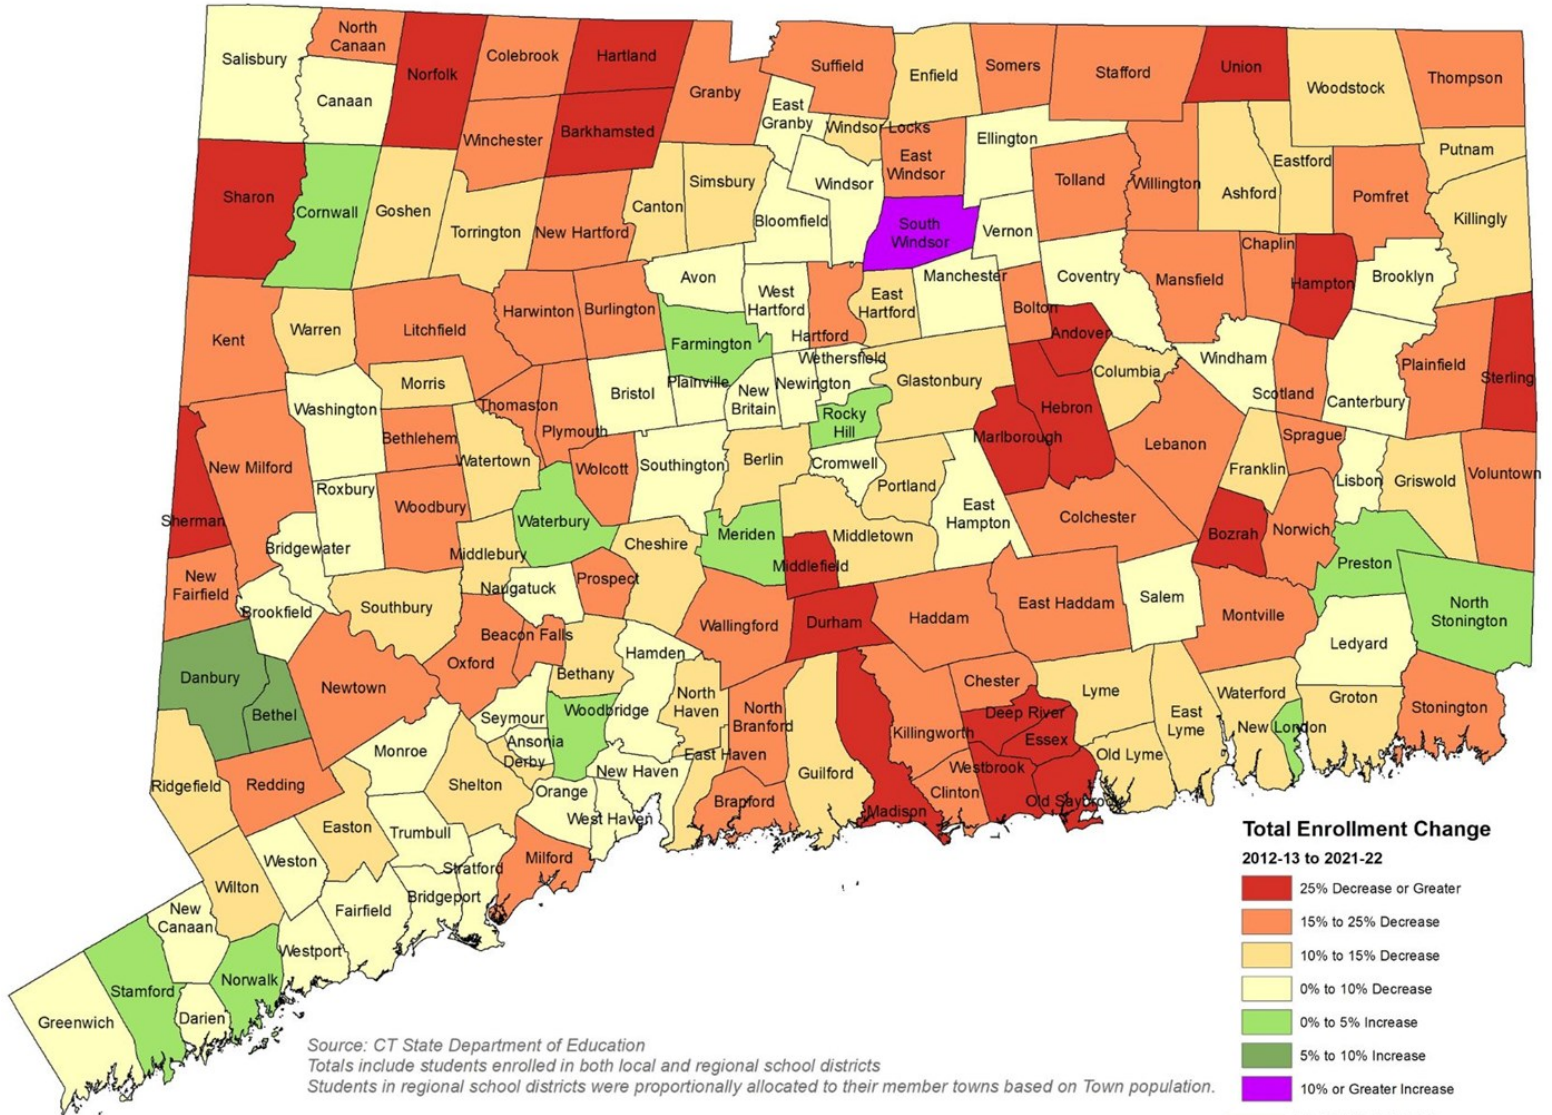 Salisbury
North
Canaan
Canaan
Norfolk
Colebrook
Hartland
Granby
Suffield
Enfield
Somers
Stafford
Union
Woodstock
Thompson
Winchester
Barkhamsted
East
Granby
Windsor Locks
East
Windsor
Ellington
Tolland
Willington
Ashford
Eastford
Pomfret
Putnam
Killingly
Sharon
Cornwall
Goshen
Torrington
New Hartford
Canton
Simsbury
Bloomfield
Windsor
South
Windsor
Vernon
Coventry
Mansfield
Chaplin
Hampton
Brooklyn
Kent
Warren
Litchfield
Harwinton
Burlington
Avon
West
Hartford
Hartford
East
Hartford
Manchester
Bolton
Andover
Columbia
Windham
Scotland
Canterbury
Plainfield
Sterling
Morris
Washington
Bethlehem
Thomaston
Plymouth
Bristol
Farmington
Plainville
New
Britain
Newington
Wethersfield
Rocky
Hill
Glastonbury
Hebron
Marlborough
Lebanon
Franklin
Sprague
Lisbon
Griswold
Voluntown
New Milford
Sherman
Roxbury
Woodbury
Watertown
Waterbury
Wolcott
Southington
Berlin
Cromwell
Portland
East
Hampton
Colchester
Bozrah
Norwich
Preston
North
Stonington
Bridgewater
Middlebury
Naugatuck
Prospect
Cheshire
Meriden
Middlefield
Middletown
New
Fairfield
Brookfield
Southbury
Oxford
Beacon Falls
Bethany
Hamden
Wallingford
Durham
Haddam
East Haddam
Salem
Montville
Ledyard
Danbury
Bethel
Newtown
Seymour
Ansonia
Derby
Woodbridge
North
Haven
North
Branford
Killingworth
Chester
Deep River
Essex
Lyme
East
Lyme
Waterford
New London
Groton
Stonington
Ridgefield
Redding
Monroe
Shelton
Orange
New Haven
West Haven
East Haven
Branford
Guilford
Madison
Clinton
Westbrook
Old Saybrook
Old Lyme
Easton
Trumbull
Stratford
Milford
Weston
Wilton
Bridgeport
Fairfield
New
Canaan
Westport
Norwalk
Stamford
Darien
Greenwich
Total Enrollment Change
2012-13 to 2021-22
25% Decrease or Greater
15% to 25% Decrease
10% to 15% Decrease
0% to 10% Decrease
0% to 5% Increase
5% to 10% Increase
10% or Greater Increase
Source: CT State Department of Education
Totals include students enrolled in both local and regional school districts
Students in regional school districts were proportionally allocated to their member towns based on Town population.